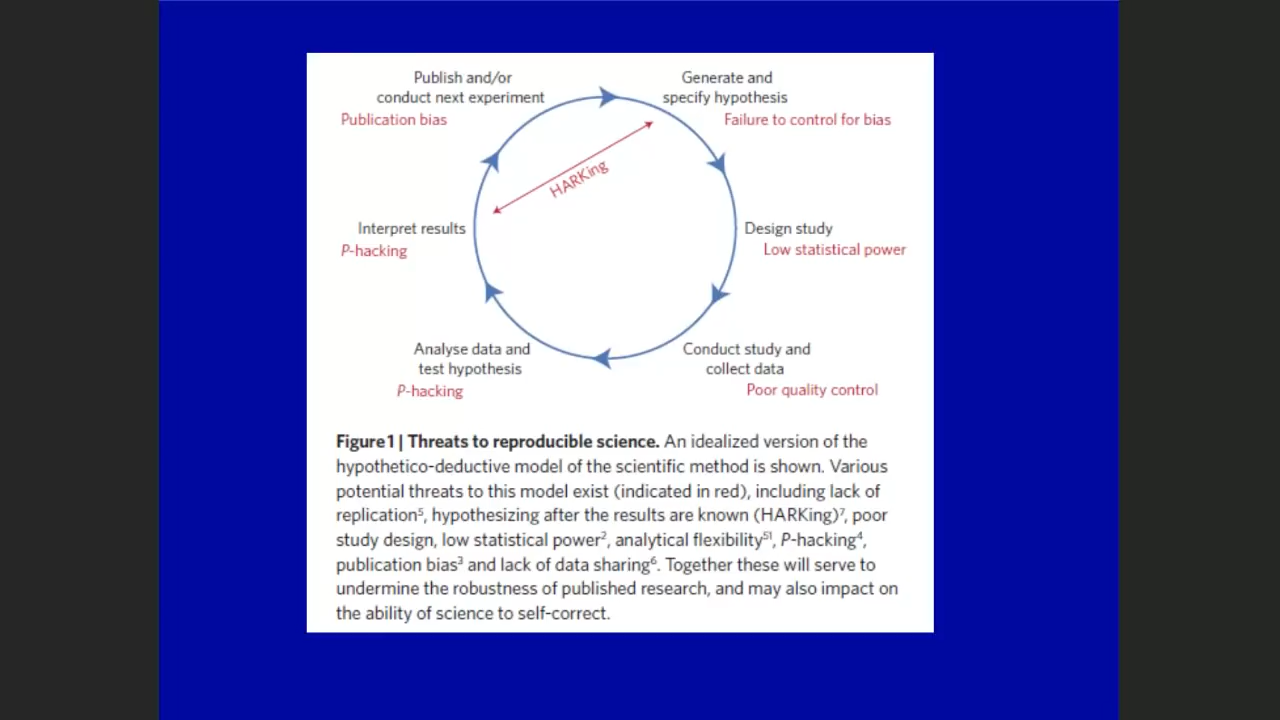 Publish and/or
conduct next experiment
Publication bias
Generate and
specify hypothesis
Failure to control for bias
HARKing
Interpret results
P-hacking
Design study
Low statistical power
Analyse data and
test hypothesis
P-hacking
Conduct study and
collect data
Poor quality control
Figure 1 | Threats to reproducible science. An idealized version of the
hypothetico-deductive model of the scientific method is shown. Various
potential threats to this model exist (indicated in red), including lack of
replication⁵, hypothesizing after the results are known (HARKing)⁷, poor
study design, low statistical power², analytical flexibility⁵¹, P-hacking⁴,
publication bias³ and lack of data sharing⁶. Together these will serve to
undermine the robustness of published research, and may also impact on
the ability of science to self-correct.